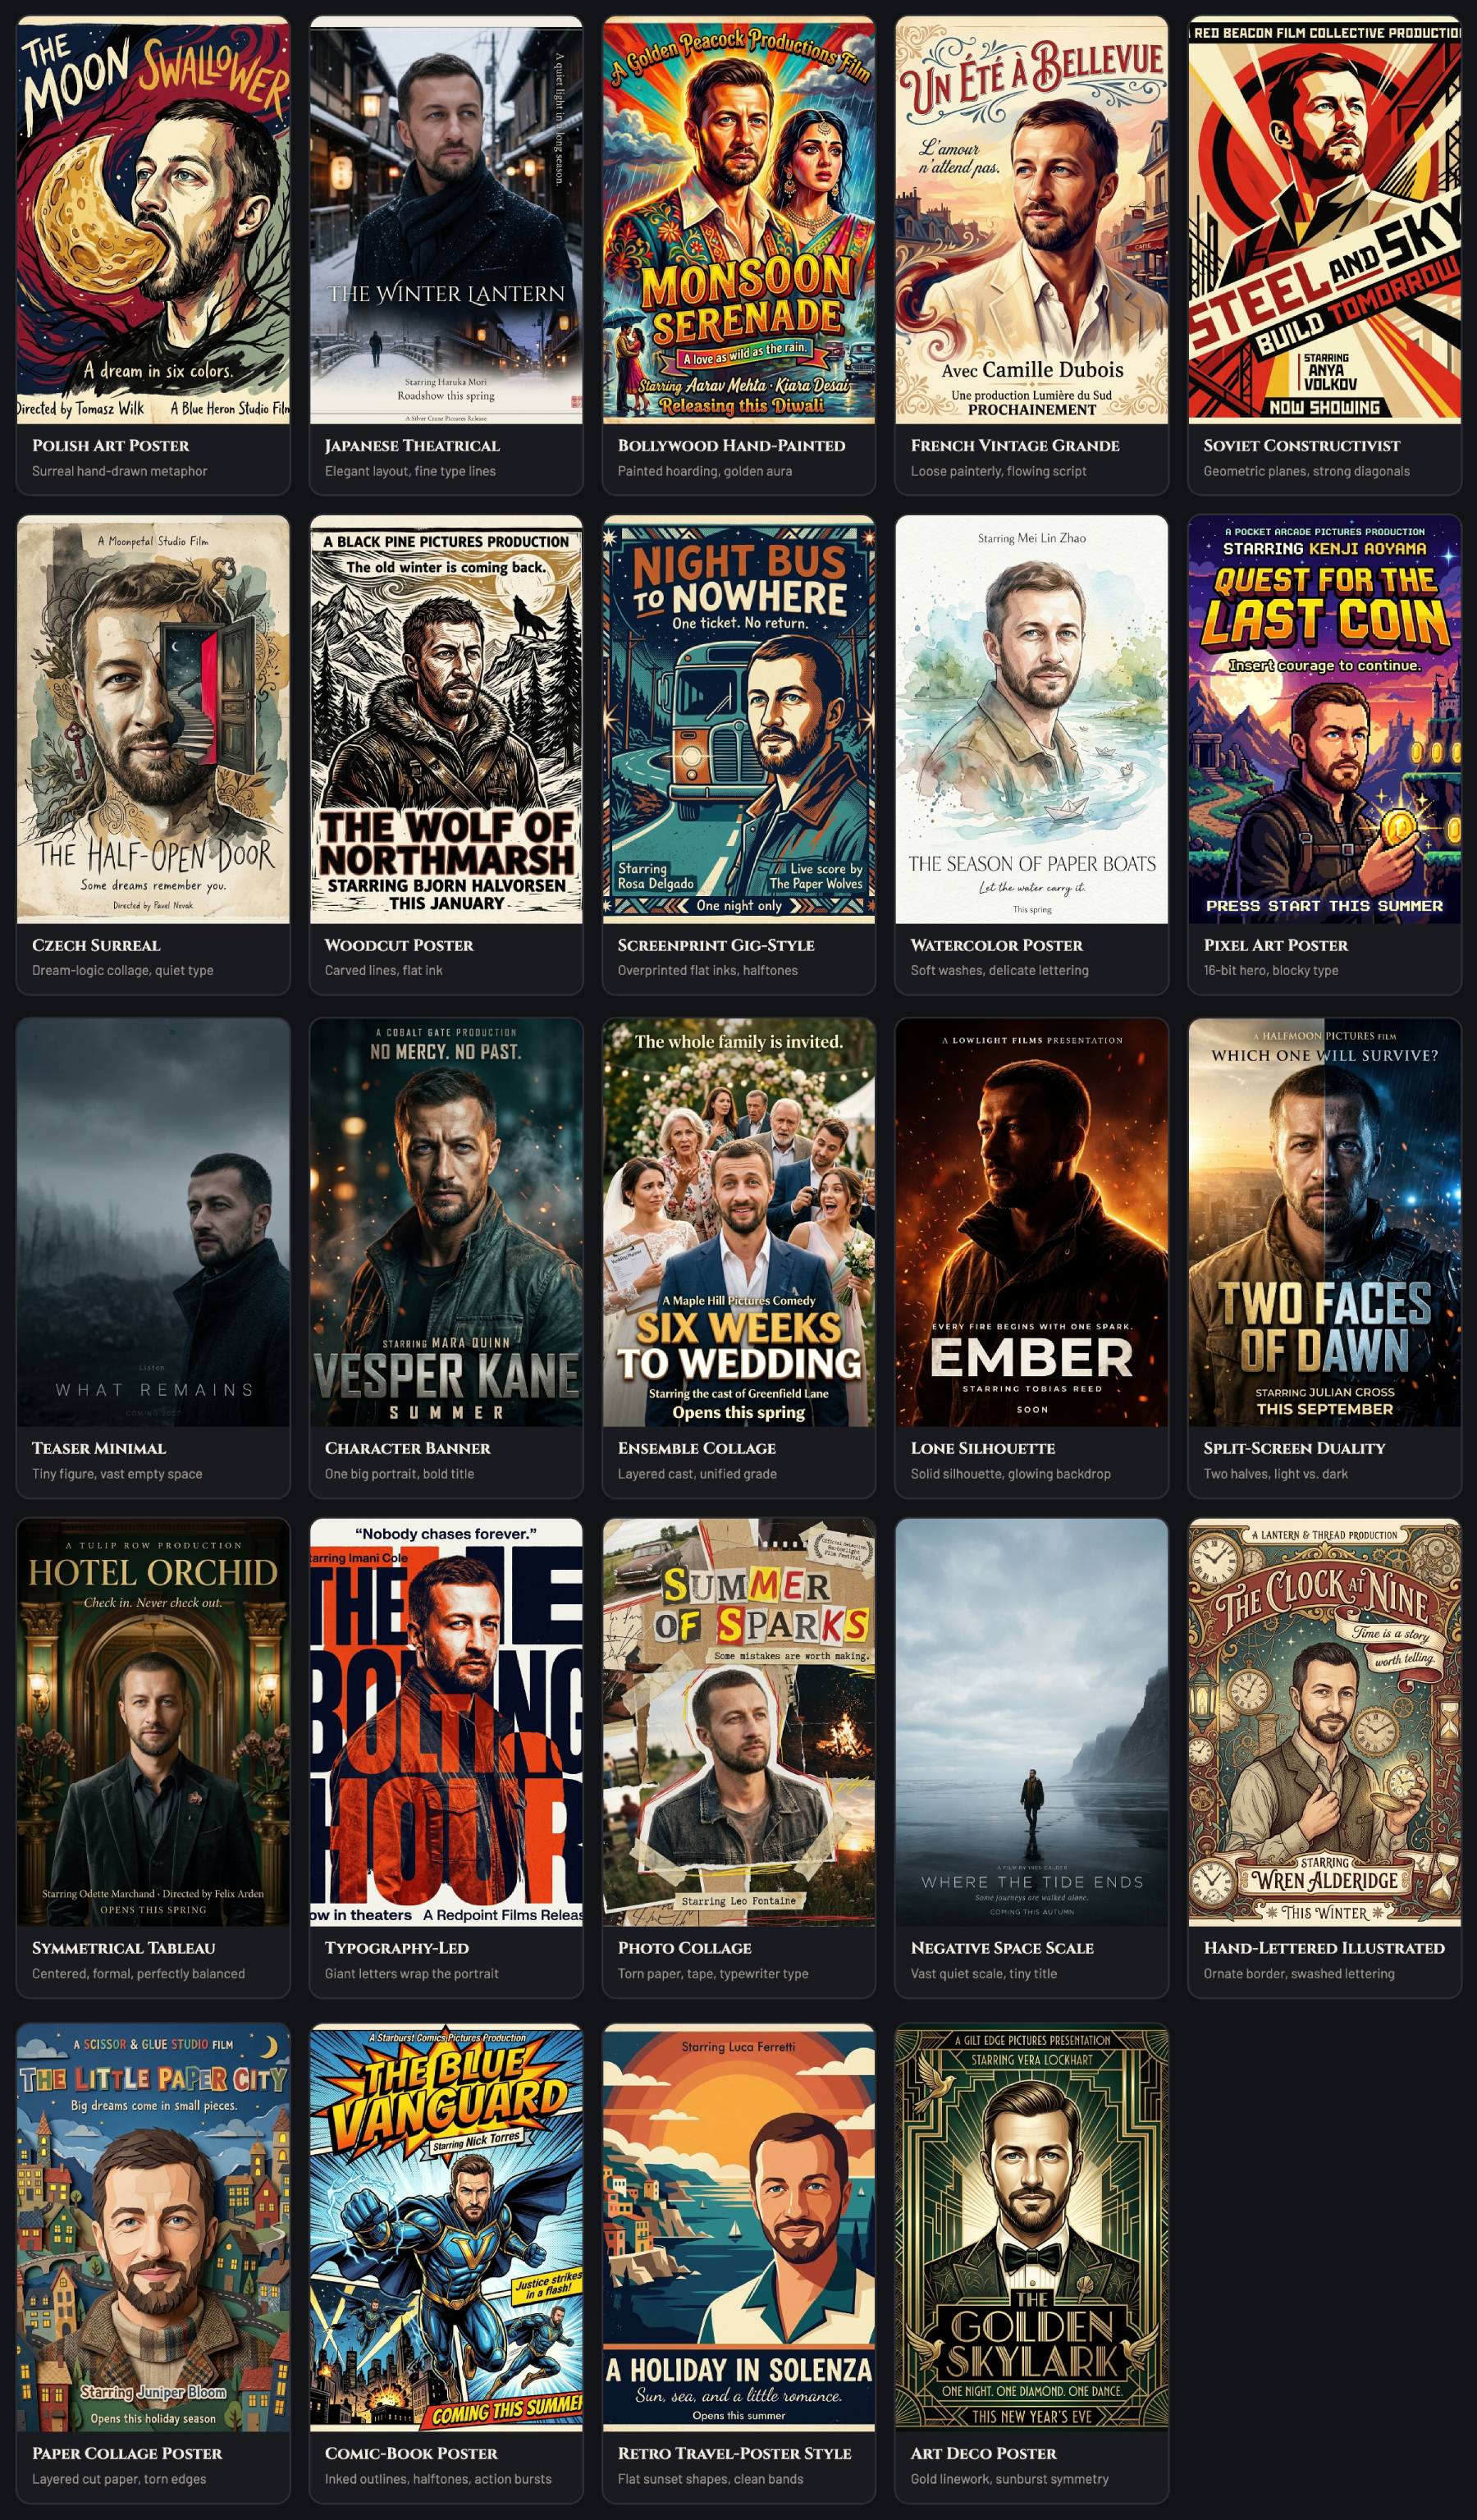 THE
MOON SWALLOWER
A dream in six colors.
Directed by Tomasz Wilk A Blue Heron Studio Film
POLISH ART POSTER
Surreal hand-drawn metaphor
A quiet light in a long season.
THE WINTER LANTERN
Starring Haruka Mori
Roadshow this spring
A Silver Crane Pictures Release
JAPANESE THEATRICAL
Elegant layout, fine type lines
A Golden Peacock Productions Film
MONSOON
SERENADE
A love as wild as the rain.
Starring Aarav Mehta · Kiara Desai
Releasing this Diwali
BOLLYWOOD HAND-PAINTED
Painted hoarding, golden aura
UN ÉTÉ À BELLEVUE
L'amour
n'attend pas.
CAFÉ
Avec Camille Dubois
Une production Lumière du Sud
PROCHAINEMENT
FRENCH VINTAGE GRANDE
Loose painterly, flowing script
RED BEACON FILM COLLECTIVE PRODUCTIO
STEEL AND SKY
BUILD TOMORROW
STARRING
ANYA
VOLKOV
NOW SHOWING
SOVIET CONSTRUCTIVIST
Geometric planes, strong diagonals
A Moonpetal Studio Film
THE HALF-OPEN DOOR
Some dreams remember you.
Directed by Pavel Novak
CZECH SURREAL
Dream-logic collage, quiet type
A BLACK PINE PICTURES PRODUCTION
The old winter is coming back.
THE WOLF OF
NORTHMARSH
STARRING BJORN HALVORSEN
THIS JANUARY
WOODCUT POSTER
Carved lines, flat ink
NIGHT BUS
TO NOWHERE
One ticket. No return.
Starring
Rosa Delgado
Live score by
The Paper Wolves
One night only
SCREENPRINT GIG-STYLE
Overprinted flat inks, halftones
Starring Mei Lin Zhao
THE SEASON OF PAPER BOATS
Let the water carry it.
This spring
WATERCOLOR POSTER
Soft washes, delicate lettering
A POCKET ARCADE PICTURES PRODUCTION
STARRING KENJI AOYAMA
QUEST FOR THE
LAST COIN
Insert courage to continue.
PRESS START THIS SUMMER
PIXEL ART POSTER
16-bit hero, blocky type
Listen
WHAT REMAINS
COMING 2027
TEASER MINIMAL
Tiny figure, vast empty space
A COBALT GATE PRODUCTION
NO MERCY. NO PAST.
STARRING MARA QUINN
VESPER KANE
SUMMER
CHARACTER BANNER
One big portrait, bold title
The whole family is invited.
A Maple Hill Pictures Comedy
SIX WEEKS
TO WEDDING
Starring the cast of Greenfield Lane
Opens this spring
ENSEMBLE COLLAGE
Layered cast, unified grade
A LOWLIGHT FILMS PRESENTATION
EVERY FIRE BEGINS WITH ONE SPARK.
EMBER
STARRING TOBIAS REED
SOON
LONE SILHOUETTE
Solid silhouette, glowing backdrop
A HALFMOON PICTURES FILM
WHICH ONE WILL SURVIVE?
TWO FACES
OF DAWN
STARRING JULIAN CROSS
THIS SEPTEMBER
SPLIT-SCREEN DUALITY
Two halves, light vs. dark
A TULIP ROW PRODUCTION
HOTEL ORCHID
Check in. Never check out.
Starring Odette Marchand · Directed by Felix Arden
OPENS THIS SPRING
SYMMETRICAL TABLEAU
Centered, formal, perfectly balanced
“Nobody chases forever.”
tarring Imani Cole
THE
BOLTING
HOUR
ow in theaters A Redpoint Films Releas
TYPOGRAPHY-LED
Giant letters wrap the portrait
Official Selection
Film Festival
SUMMER
OF SPARKS
Some mistakes are worth making.
Starring Leo Fontaine
PHOTO COLLAGE
Torn paper, tape, typewriter type
A FILM BY INES CALDER
WHERE THE TIDE ENDS
Some journeys are walked alone.
COMING THIS AUTUMN
NEGATIVE SPACE SCALE
Vast quiet scale, tiny title
A LANTERN & THREAD PRODUCTION
THE CLOCK AT NINE
Time is a story
worth telling.
STARRING
WREN ALDERIDGE
THIS WINTER
HAND-LETTERED ILLUSTRATED
Ornate border, swashed lettering
A SCISSOR & GLUE STUDIO FILM
THE LITTLE PAPER CITY
Big dreams come in small pieces.
Starring Juniper Bloom
Opens this holiday season
PAPER COLLAGE POSTER
Layered cut paper, torn edges
A Starburst Comics Pictures Production
THE BLUE
VANGUARD
Starring Nick Torres
V
Justice strikes
in a flash!
COMING THIS SUMMER
COMIC-BOOK POSTER
Inked outlines, halftones, action bursts
Starring Luca Ferretti
A HOLIDAY IN SOLENZA
Sun, sea, and a little romance.
Opens this summer
RETRO TRAVEL-POSTER STYLE
Flat sunset shapes, clean bands
A GILT EDGE PICTURES PRESENTATION
STARRING VERA LOCKHART
THE
GOLDEN
SKYLARK
ONE NIGHT. ONE DIAMOND. ONE DANCE.
THIS NEW YEAR'S EVE
ART DECO POSTER
Gold linework, sunburst symmetry